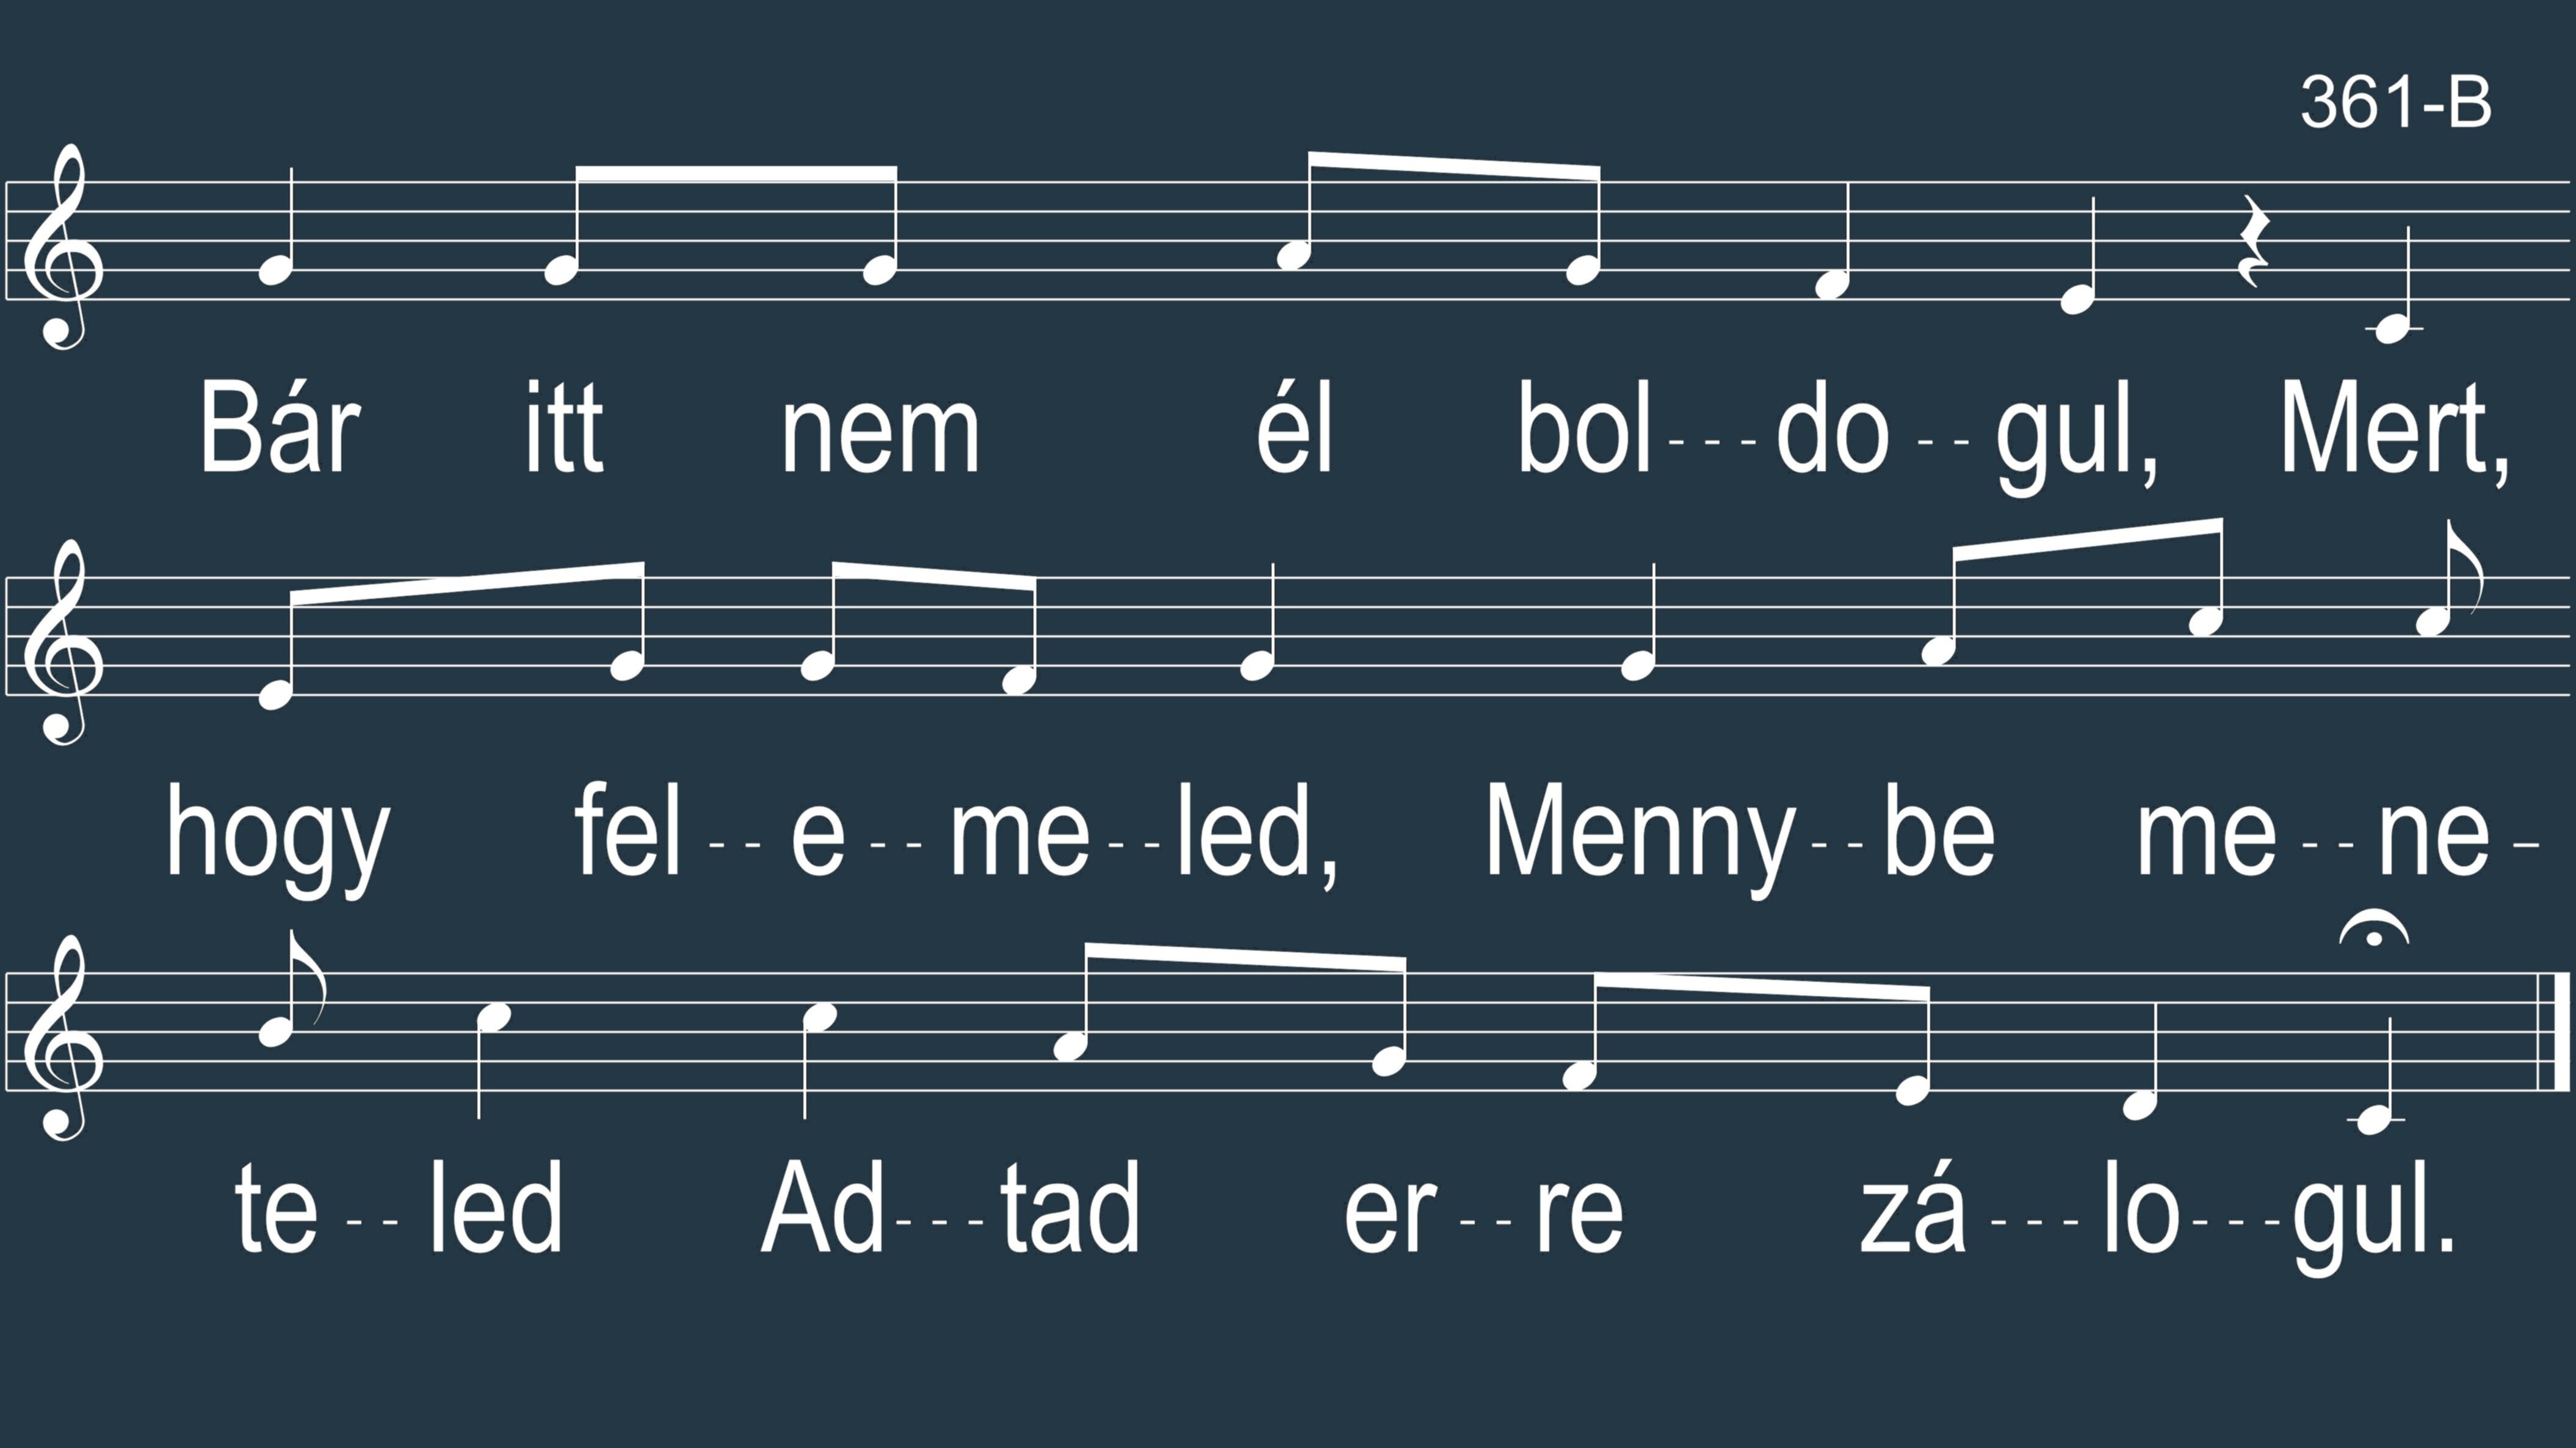 361-B
Bár itt nem él bol---do--gul, Mert,
hogy fel--e--me--led, Menny--be me--ne-
te--led Ad---tad er--re zá---lo---gul.